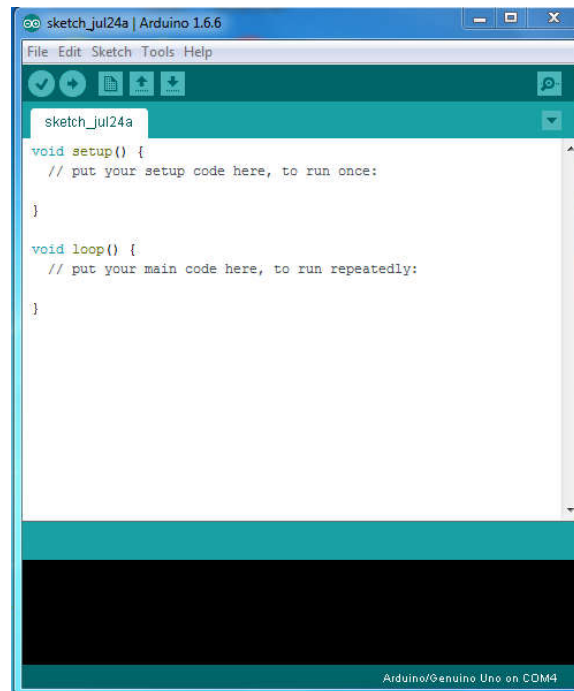 sketch_jul24a | Arduino 1.6.6
File Edit Sketch Tools Help
sketch_jul24a
void setup() {
  // put your setup code here, to run once:
}
void loop() {
  // put your main code here, to run repeatedly:
}
Arduino/Genuino Uno on COM4